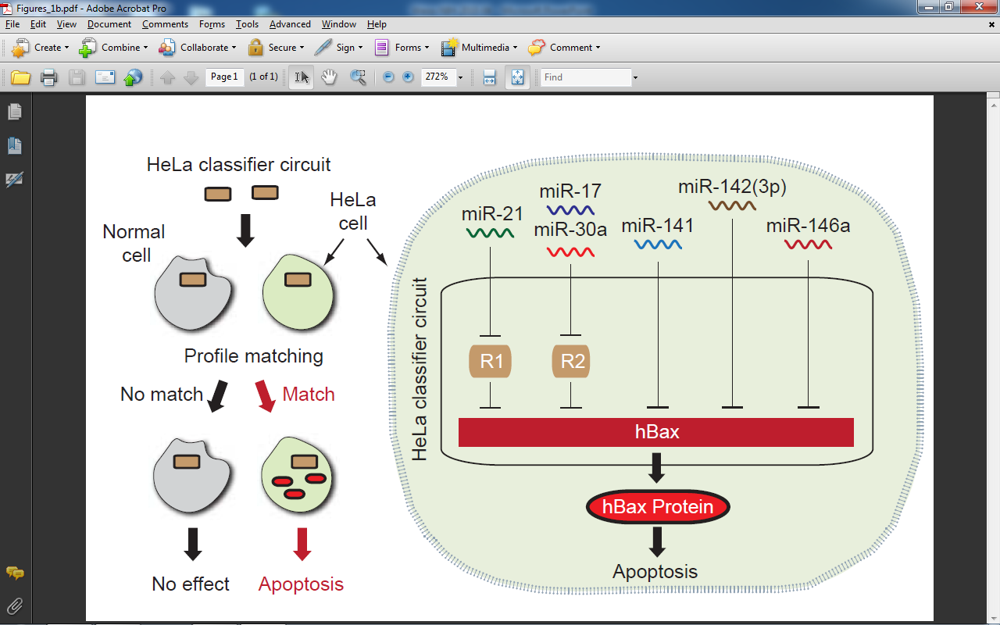 Figures_1b.pdf - Adobe Acrobat Pro
File Edit View Document Comments Forms Tools Advanced Window Help
Create Combine Collaborate Secure Sign Forms Multimedia Comment
Page1 (1 of 1) 272% Find
HeLa classifier circuit
Normal
cell
HeLa
cell
Profile matching
No match Match
No effect Apoptosis
HeLa classifier circuit
miR-21
miR-17
miR-30a
miR-141
miR-142(3p)
miR-146a
R1 R2
hBax
hBax Protein
Apoptosis